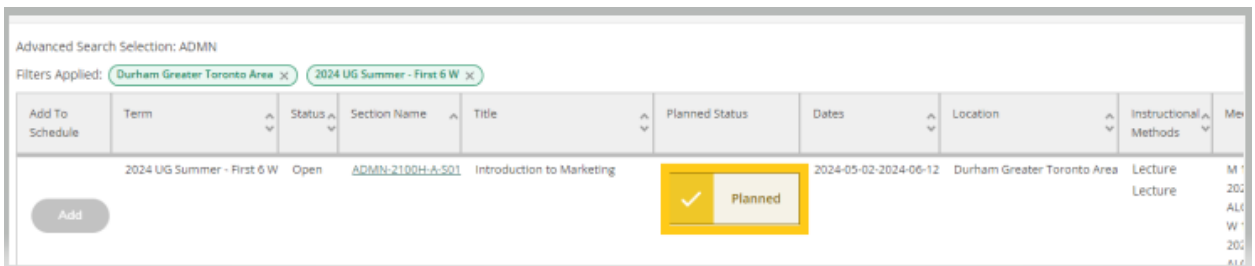 Advanced Search Selection: ADMN
Filters Applied: Durham Greater Toronto Area × 2024 UG Summer - First 6 W ×
Add To Schedule Term Status Section Name Title Planned Status Dates Location Instructional Methods
2024 UG Summer - First 6 W Open ADMN-2100H-A-S01 Introduction to Marketing 2024-05-02-2024-06-12 Durham Greater Toronto Area Lecture
Lecture
Planned
Add